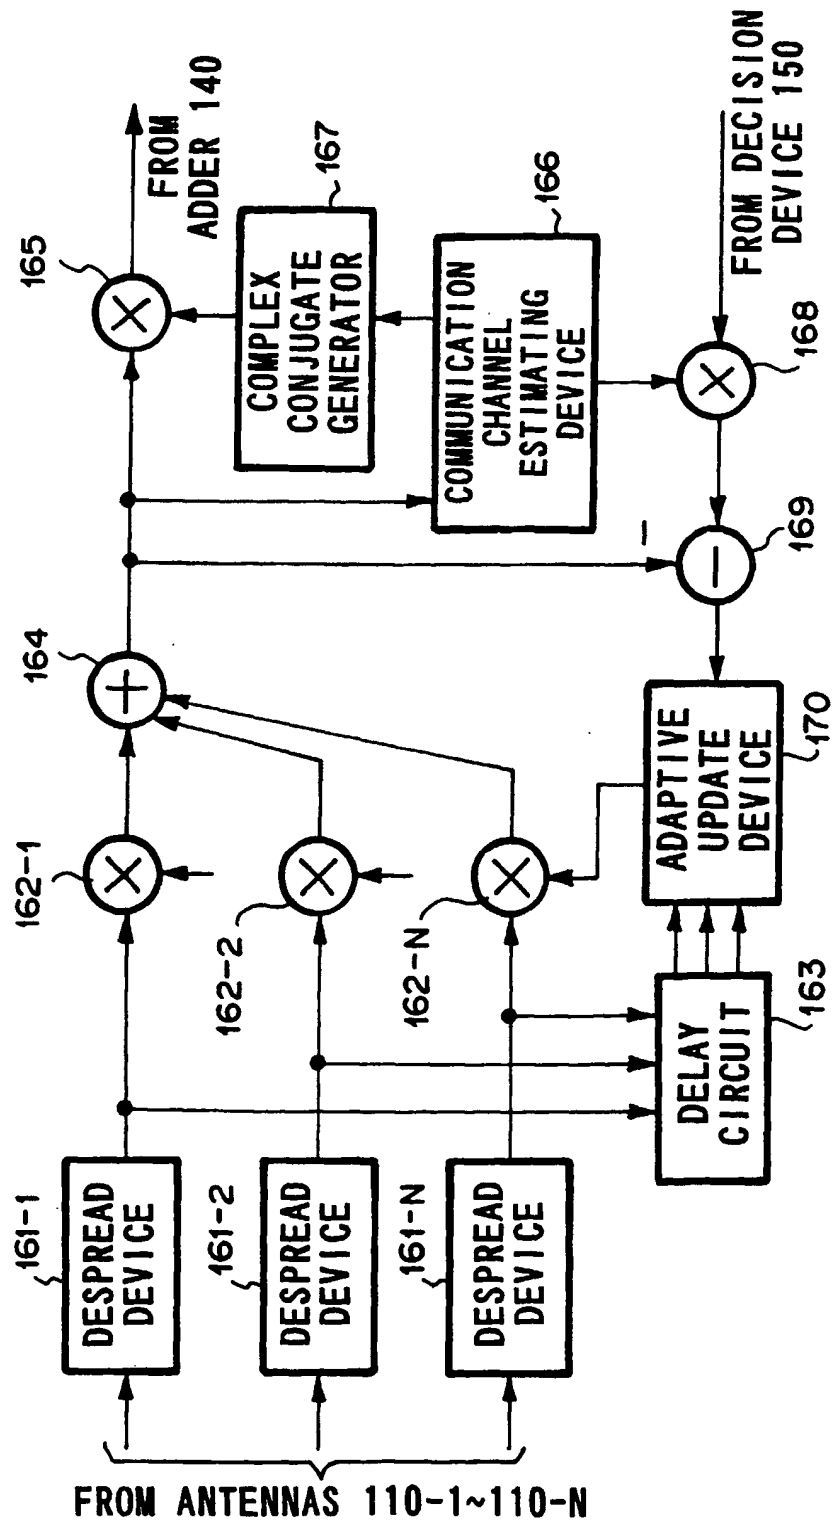 FROM ANTENNAS 110-1~110-N
161-1
DESPREAD
DEVICE
161-2
DESPREAD
DEVICE
161-N
DESPREAD
DEVICE
162-1
162-2
162-N
164
165
FROM
ADDER 140
167
COMPLEX
CONJUGATE
GENERATOR
166
COMMUNICATION
CHANNEL
ESTIMATING
DEVICE
FROM DECISION
DEVICE 150
168
169
ADAPTIVE
UPDATE
DEVICE
170
DELAY
CIRCUIT
163